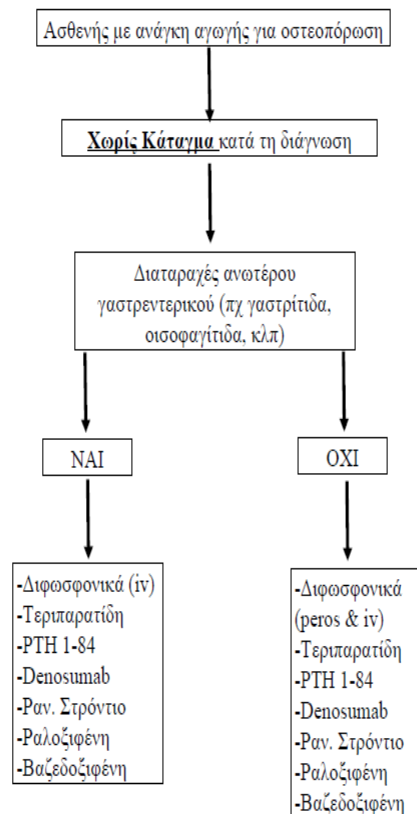 Ασθενής με ανάγκη αγωγής για οστεοπόρωση
Χωρίς Κάταγμα κατά τη διάγνωση
Διαταραχές ανωτέρου
γαστρεντερικού (πχ γαστρίτιδα,
οισοφαγίτιδα, κλπ)
ΝΑΙ
ΟΧΙ
-Διφωσφονικά (iv)
-Τεριπαρατίδη
-PTH 1-84
-Denosumab
-Ραν. Στρόντιο
-Ραλοξιφένη
-Βαζεδοξιφένη
-Διφωσφονικά
(peros & iv)
-Τεριπαρατίδη
-PTH 1-84
-Denosumab
-Ραν. Στρόντιο
-Ραλοξιφένη
-Βαζεδοξιφένη